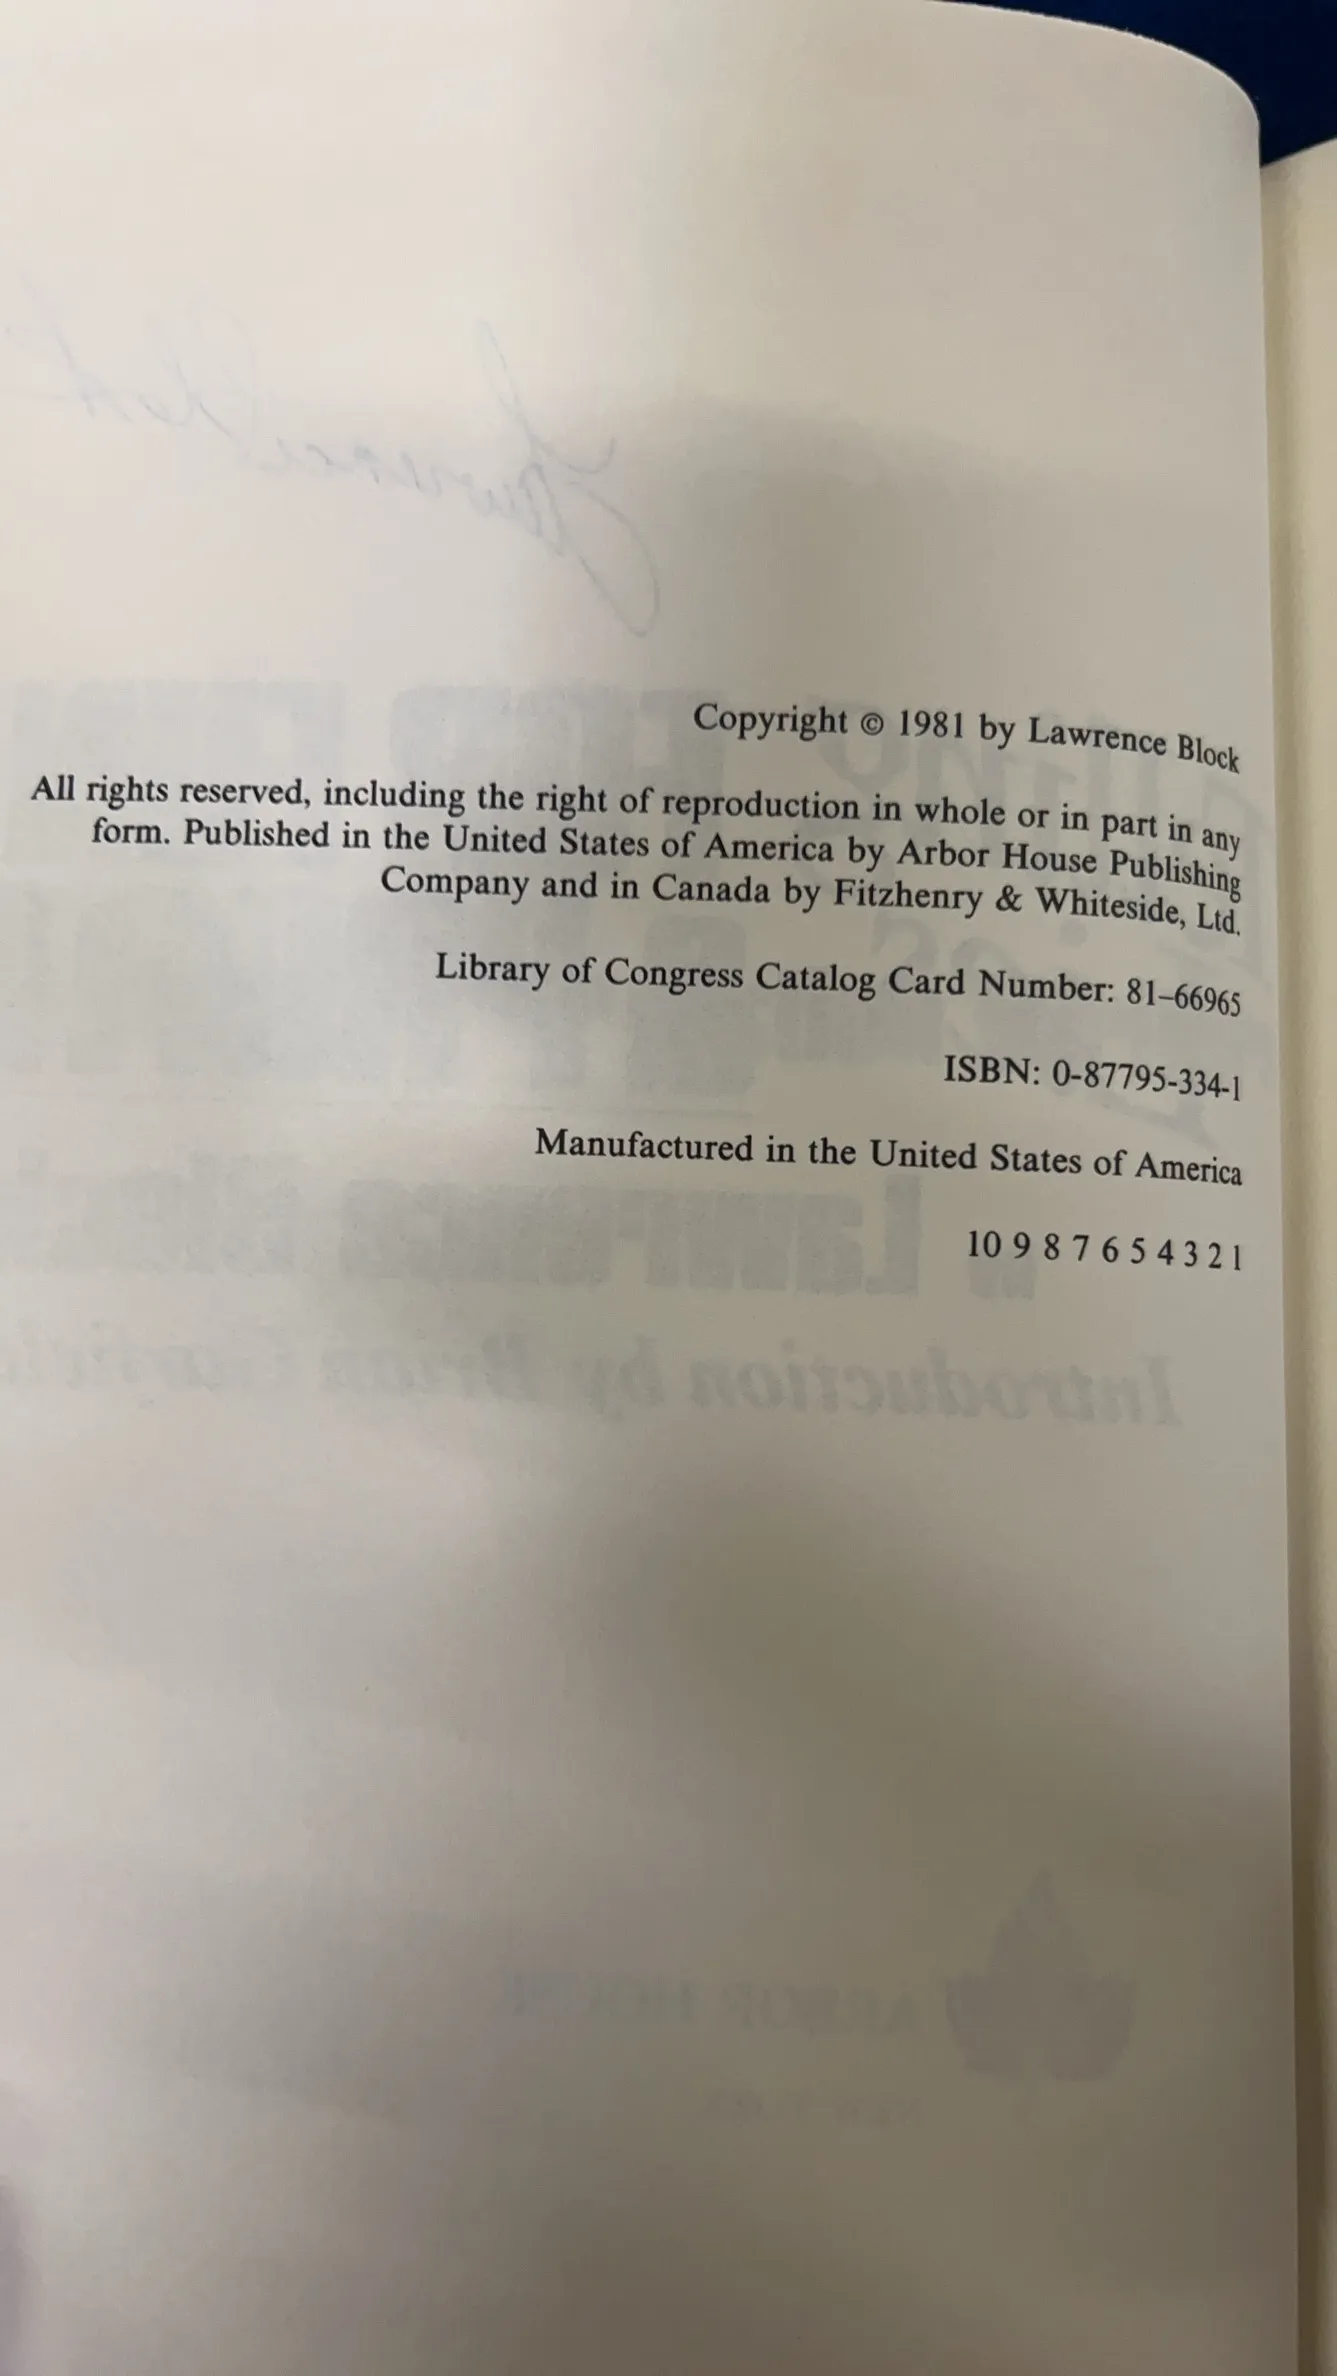 Copyright © 1981 by Lawrence Block
All rights reserved, including the right of reproduction in whole or in part in any
form. Published in the United States of America by Arbor House Publishing
Company and in Canada by Fitzhenry & Whiteside, Ltd.
Library of Congress Catalog Card Number: 81–66965
ISBN: 0-87795-334-1
Manufactured in the United States of America
10 9 8 7 6 5 4 3 2 1